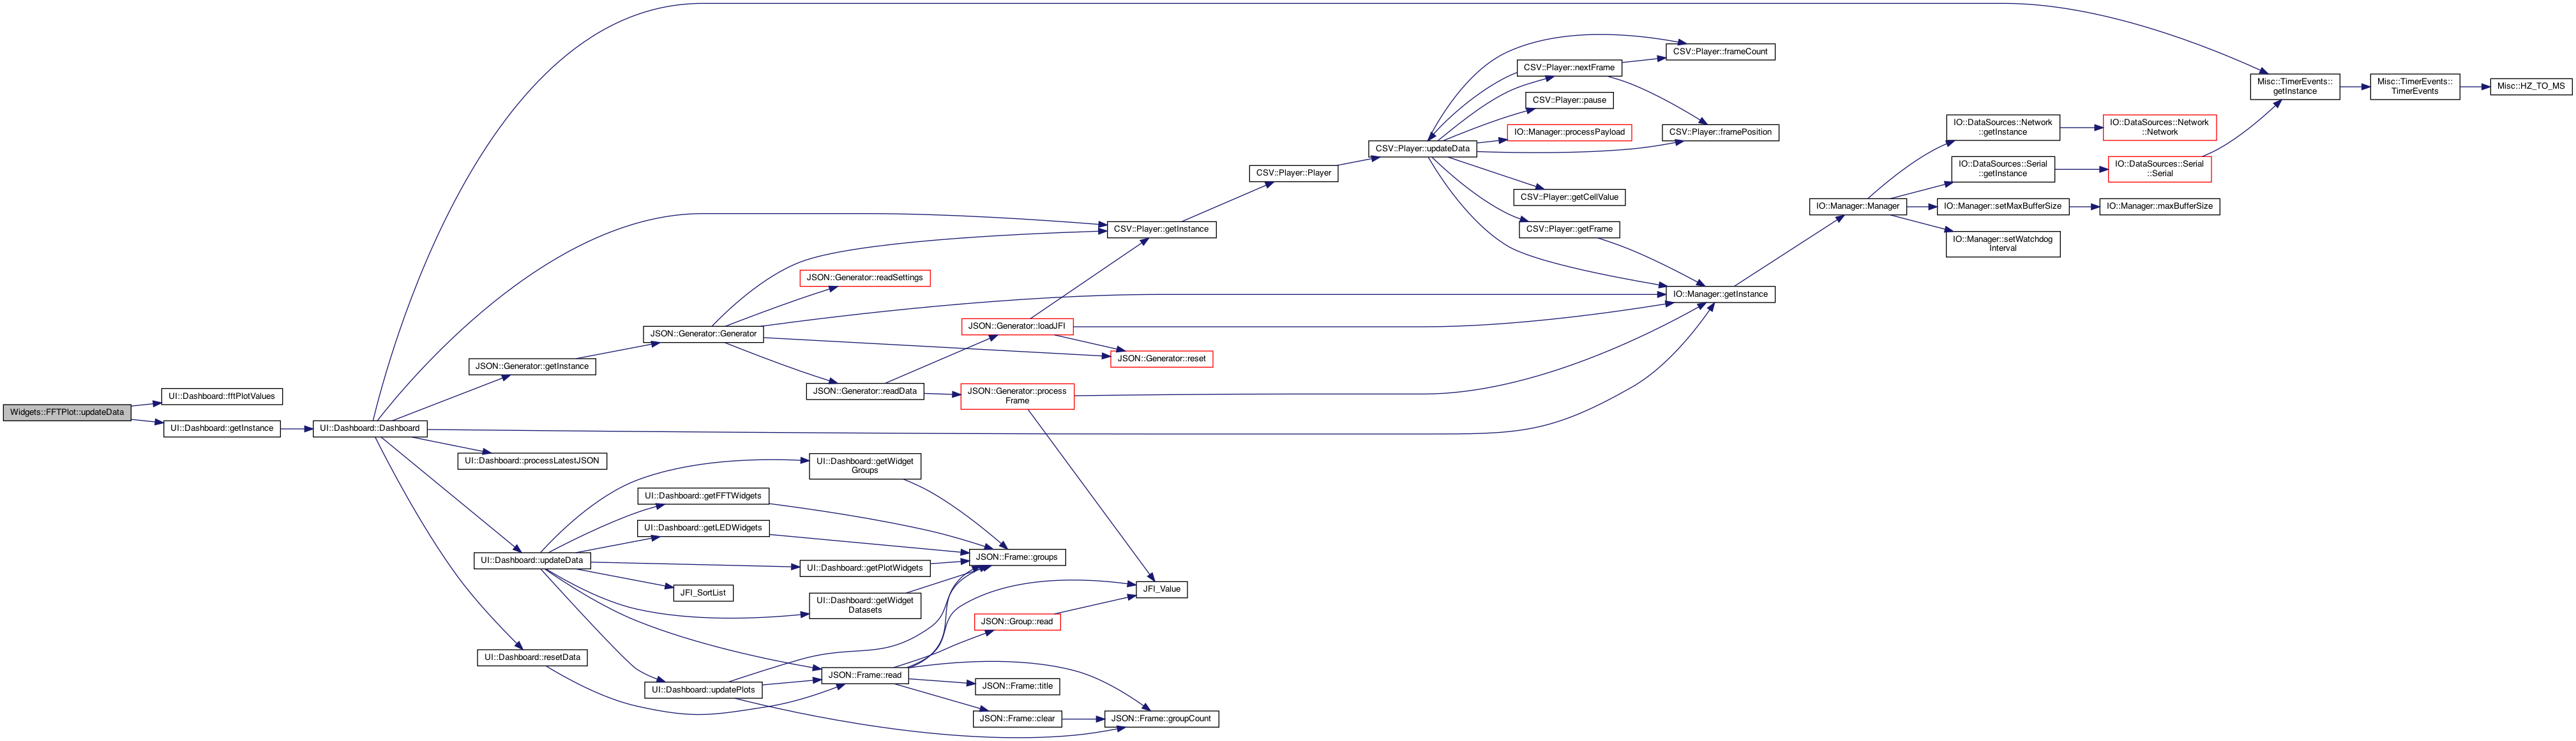 Widgets::FFTPlot::updateData
UI::Dashboard::fftPlotValues
UI::Dashboard::getInstance
UI::Dashboard::Dashboard
JSON::Generator::getInstance
UI::Dashboard::processLatestJSON
UI::Dashboard::updateData
UI::Dashboard::resetData
JSON::Generator::Generator
UI::Dashboard::getFFTWidgets
UI::Dashboard::getLEDWidgets
JFI_SortList
UI::Dashboard::updatePlots
JSON::Generator::readSettings
JSON::Generator::readData
UI::Dashboard::getWidget
Groups
UI::Dashboard::getPlotWidgets
UI::Dashboard::getWidget
Datasets
JSON::Frame::read
JSON::Generator::loadJFI
JSON::Generator::process
Frame
JSON::Frame::groups
JSON::Group::read
JSON::Frame::title
JSON::Frame::clear
CSV::Player::getInstance
JSON::Generator::reset
JFI_Value
JSON::Frame::groupCount
CSV::Player::Player
CSV::Player::updateData
CSV::Player::nextFrame
CSV::Player::pause
IO::Manager::processPayload
CSV::Player::getCellValue
CSV::Player::getFrame
CSV::Player::frameCount
CSV::Player::framePosition
IO::Manager::getInstance
IO::Manager::Manager
IO::DataSources::Network
::getInstance
IO::DataSources::Serial
::getInstance
IO::Manager::setMaxBufferSize
IO::Manager::setWatchdog
Interval
IO::DataSources::Network
::Network
IO::DataSources::Serial
::Serial
IO::Manager::maxBufferSize
Misc::TimerEvents::
getInstance
Misc::TimerEvents::
TimerEvents
Misc::HZ_TO_MS